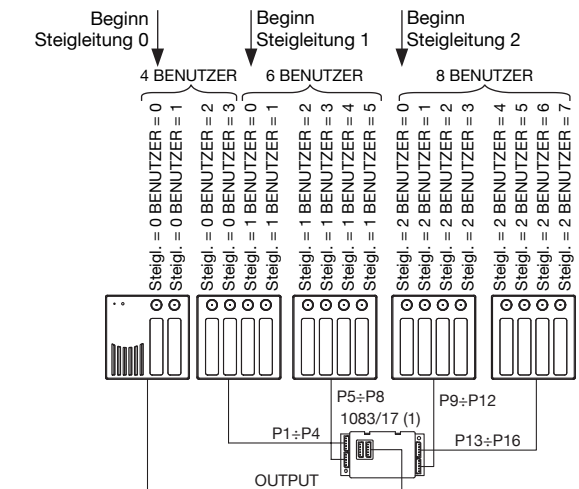 Beginn
Steigleitung 0
Beginn
Steigleitung 1
Beginn
Steigleitung 2
4 BENUTZER
6 BENUTZER
8 BENUTZER
Steigl. = 0 BENUTZER = 0
Steigl. = 0 BENUTZER = 1
Steigl. = 0 BENUTZER = 2
Steigl. = 0 BENUTZER = 3
Steigl. = 1 BENUTZER = 0
Steigl. = 1 BENUTZER = 1
Steigl. = 1 BENUTZER = 2
Steigl. = 1 BENUTZER = 3
Steigl. = 1 BENUTZER = 4
Steigl. = 1 BENUTZER = 5
Steigl. = 2 BENUTZER = 0
Steigl. = 2 BENUTZER = 1
Steigl. = 2 BENUTZER = 2
Steigl. = 2 BENUTZER = 3
Steigl. = 2 BENUTZER = 4
Steigl. = 2 BENUTZER = 5
Steigl. = 2 BENUTZER = 6
Steigl. = 2 BENUTZER = 7
P5÷P8
P9÷P12
1083/17 (1)
P1÷P4
P13÷P16
OUTPUT